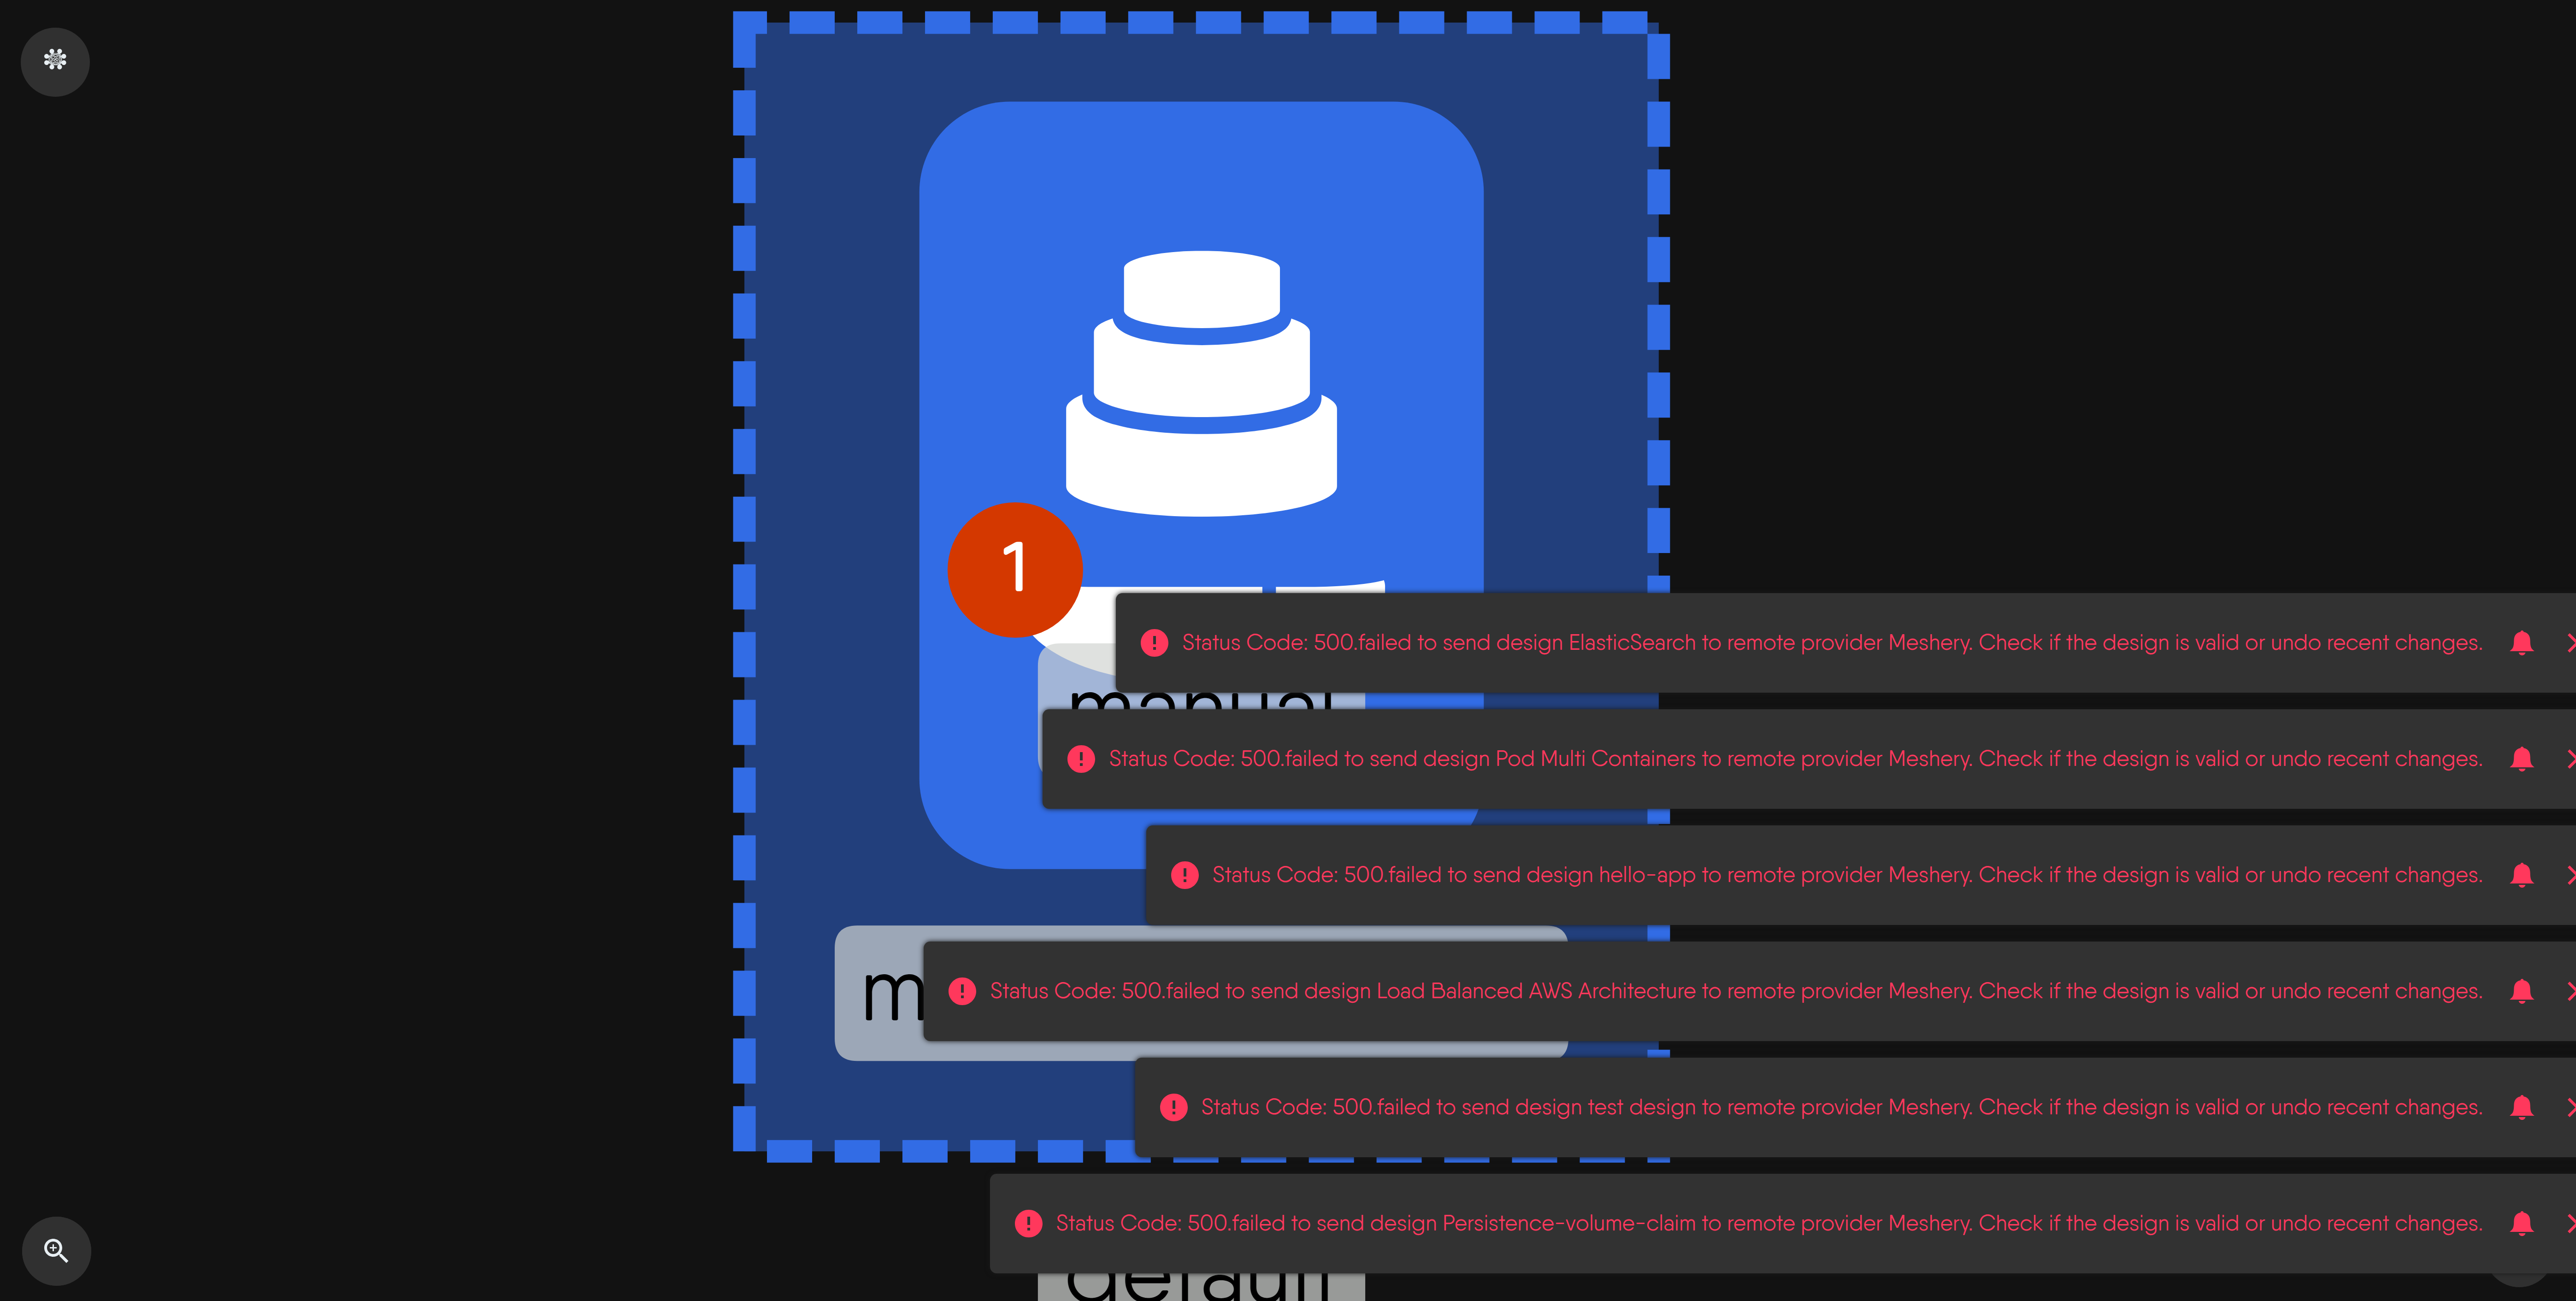 1
Status Code: 500.failed to send design ElasticSearch to remote provider Meshery. Check if the design is valid or undo recent changes.
manual
Status Code: 500.failed to send design Pod Multi Containers to remote provider Meshery. Check if the design is valid or undo recent changes.
Status Code: 500.failed to send design hello-app to remote provider Meshery. Check if the design is valid or undo recent changes.
m
Status Code: 500.failed to send design Load Balanced AWS Architecture to remote provider Meshery. Check if the design is valid or undo recent changes.
Status Code: 500.failed to send design test design to remote provider Meshery. Check if the design is valid or undo recent changes.
Status Code: 500.failed to send design Persistence-volume-claim to remote provider Meshery. Check if the design is valid or undo recent changes.
default